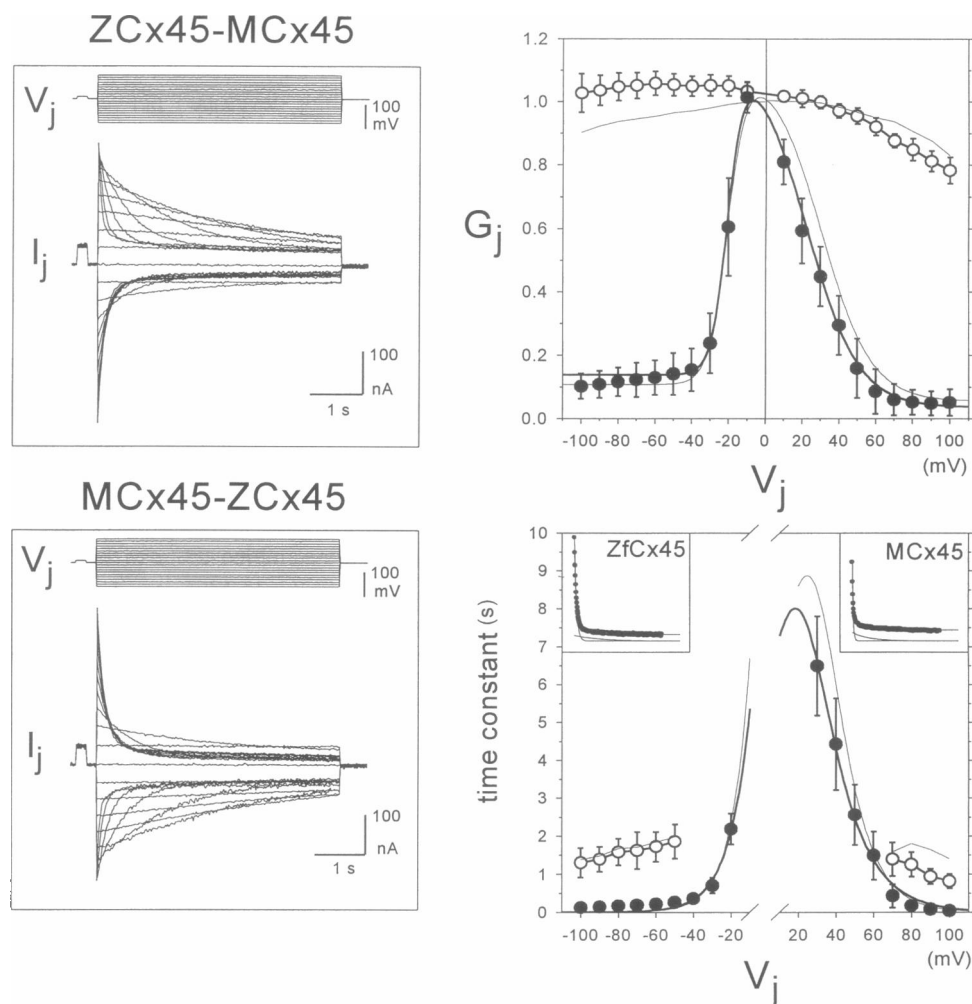 ZCx45-MCx45
Vj
100
mV
Ij
100
nA
1 s
MCx45-ZCx45
Vj
100
mV
Ij
100
nA
1 s
1.2
1.0
0.8
0.6
0.4
0.2
0.0
Gj
-100 -80 -60 -40 -20 0 20 40 60 80 100
(mV)
Vj
10
9
8
7
6
5
4
3
2
1
0
time constant (s)
ZfCx45
MCx45
-100 -80 -60 -40 -20 20 40 60 80 100
(mV)
Vj